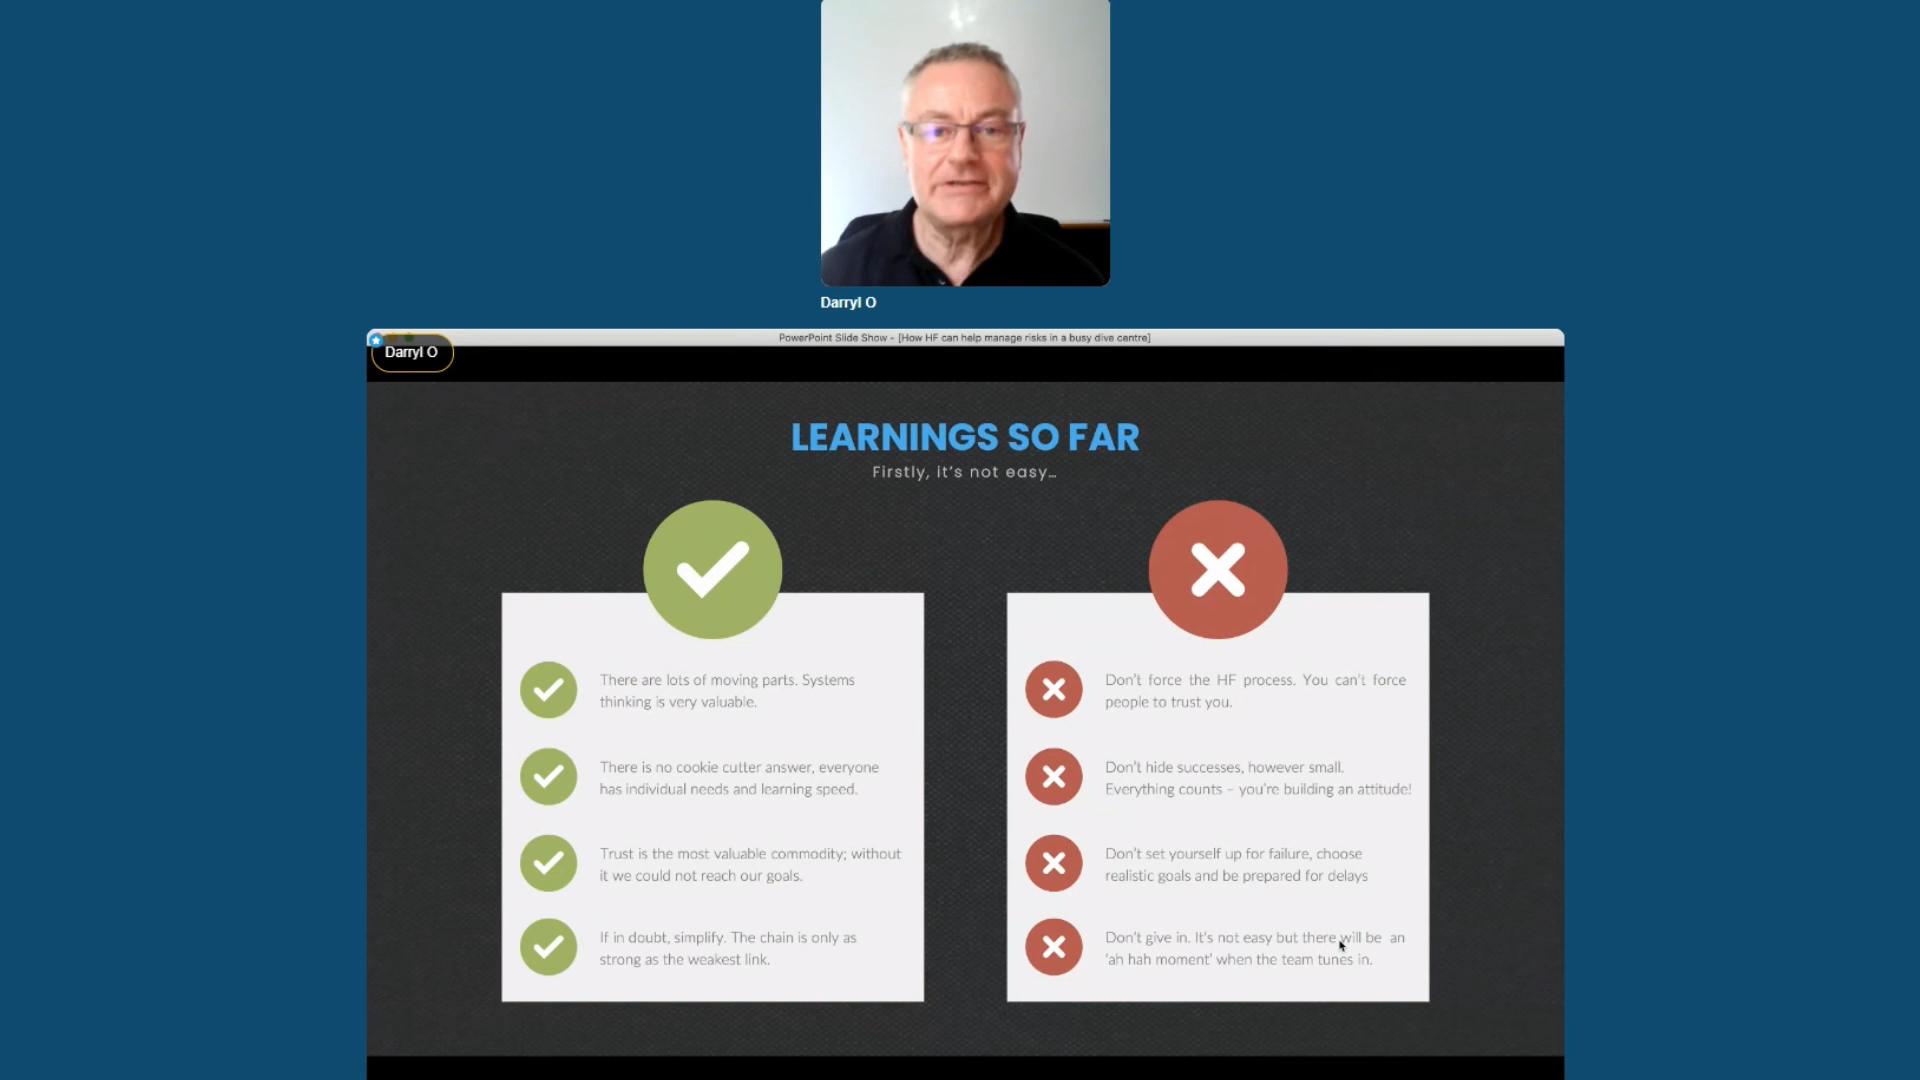 Darryl O
PowerPoint Slide Show - [How HF can help manage risks in a busy dive centre]
Darryl O
LEARNINGS SO FAR
Firstly, it's not easy…
There are lots of moving parts. Systems
thinking is very valuable.
There is no cookie cutter answer, everyone
has individual needs and learning speed.
Trust is the most valuable commodity; without
it we could not reach our goals.
If in doubt, simplify. The chain is only as
strong as the weakest link.
Don't force the HF process. You can't force
people to trust you.
Don't hide successes, however small.
Everything counts – you're building an attitude!
Don't set yourself up for failure, choose
realistic goals and be prepared for delays
Don't give in. It's not easy but there will be an
'ah hah moment' when the team tunes in.